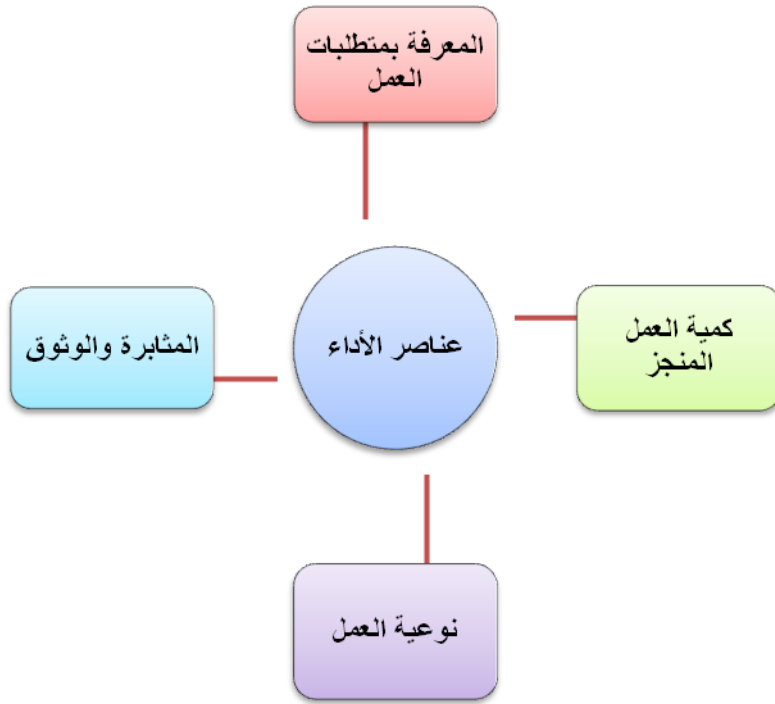 المعرفة بمتطلبات
العمل
كمية العمل
المنجز
عناصر الأداء
المثابرة والوثوق
نوعية العمل